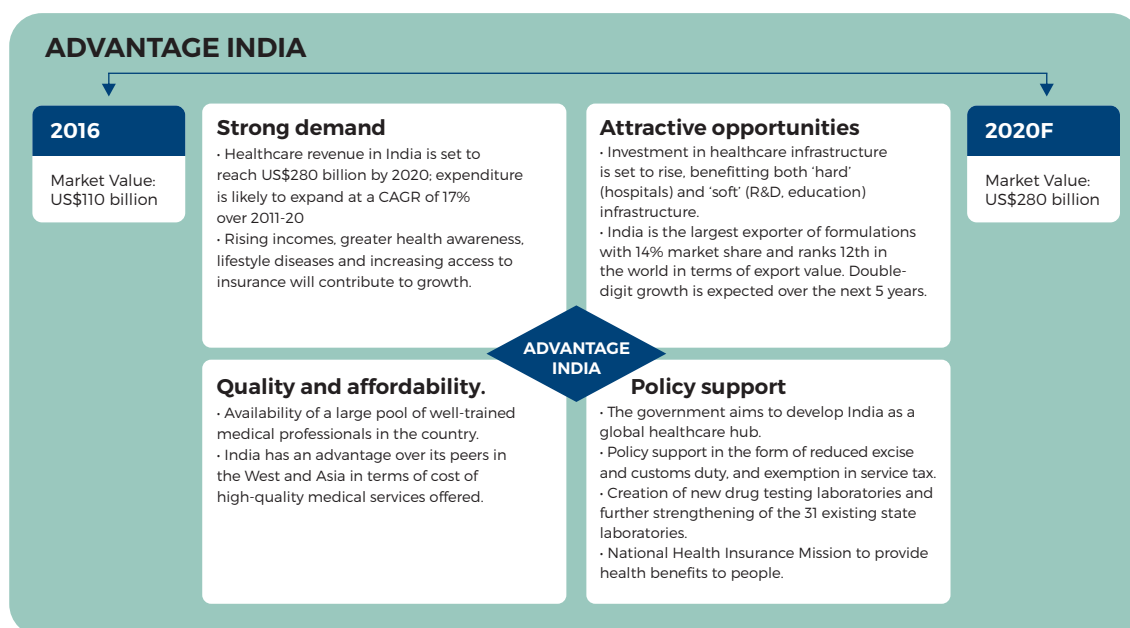 ADVANTAGE INDIA
2016
Market Value:
US$110 billion
Strong demand
• Healthcare revenue in India is set to
reach US$280 billion by 2020; expenditure
is likely to expand at a CAGR of 17%
over 2011-20
• Rising incomes, greater health awareness,
lifestyle diseases and increasing access to
insurance will contribute to growth.
Attractive opportunities
• Investment in healthcare infrastructure
is set to rise, benefitting both ‘hard’
(hospitals) and ‘soft’ (R&D, education)
infrastructure.
• India is the largest exporter of formulations
with 14% market share and ranks 12th in
the world in terms of export value. Double-
digit growth is expected over the next 5 years.
2020F
Market Value:
US$280 billion
ADVANTAGE
INDIA
Quality and affordability.
• Availability of a large pool of well-trained
medical professionals in the country.
• India has an advantage over its peers in
the West and Asia in terms of cost of
high-quality medical services offered.
Policy support
• The government aims to develop India as a
global healthcare hub.
• Policy support in the form of reduced excise
and customs duty, and exemption in service tax.
• Creation of new drug testing laboratories and
further strengthening of the 31 existing state
laboratories.
• National Health Insurance Mission to provide
health benefits to people.